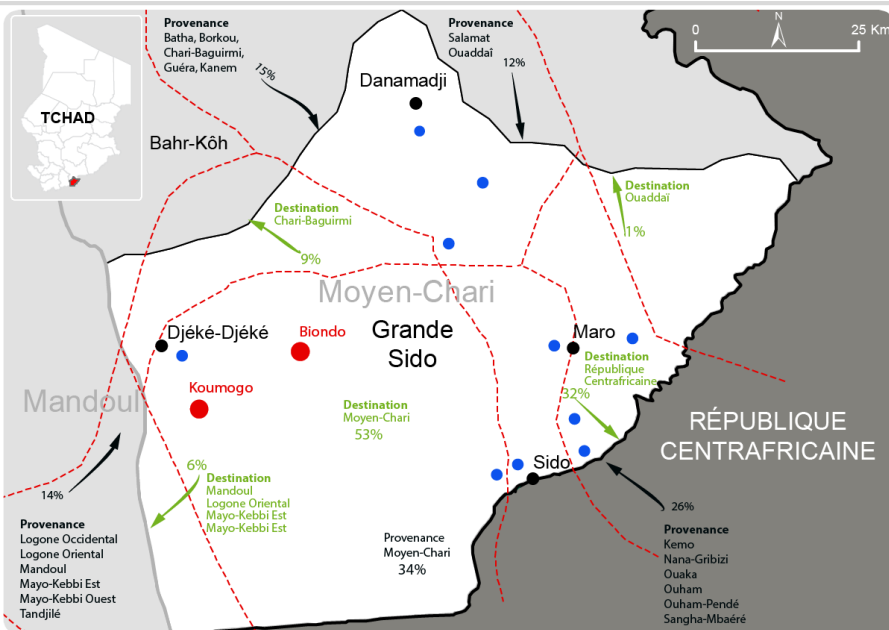 Provenance
Batha, Borkou,
Chari-Baguirmi,
Guéra, Kanem
15%
Provenance
Salamat
Ouaddaî
12%
N
0
25 Km
TCHAD
Danamadji
Bahr-Kôh
Destination
Chari-Baguirmi
9%
Destination
Ouaddaï
1%
Moyen-Chari
Djéké-Djéké
Biondo
Grande
Sido
Maro
Koumogo
Destination
République
Centrafricaine
32%
Mandoul
Destination
Moyen-Chari
53%
RÉPUBLIQUE
CENTRAFRICAINE
6%
Destination
Mandoul
Logone Oriental
Mayo-Kebbi Est
Mayo-Kebbi Est
Sido
14%
Provenance
Logone Occidental
Logone Oriental
Mandoul
Mayo-Kebbi Est
Mayo-Kebbi Ouest
Tandjilé
Provenance
Moyen-Chari
34%
26%
Provenance
Kemo
Nana-Gribizi
Ouaka
Ouham
Ouham-Pendé
Sangha-Mbaéré